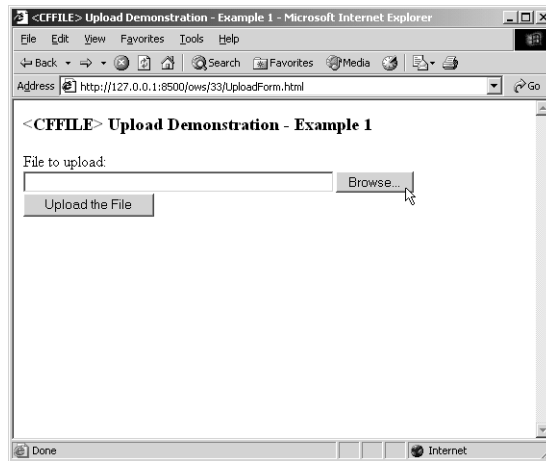 <CFFILE> Upload Demonstration - Example 1 - Microsoft Internet Explorer
File Edit View Favorites Tools Help
Back Search Favorites Media
Address http://127.0.0.1:8500/ows/33/UploadForm.html Go
<CFFILE> Upload Demonstration - Example 1
File to upload:
Browse...
Upload the File
Done Internet